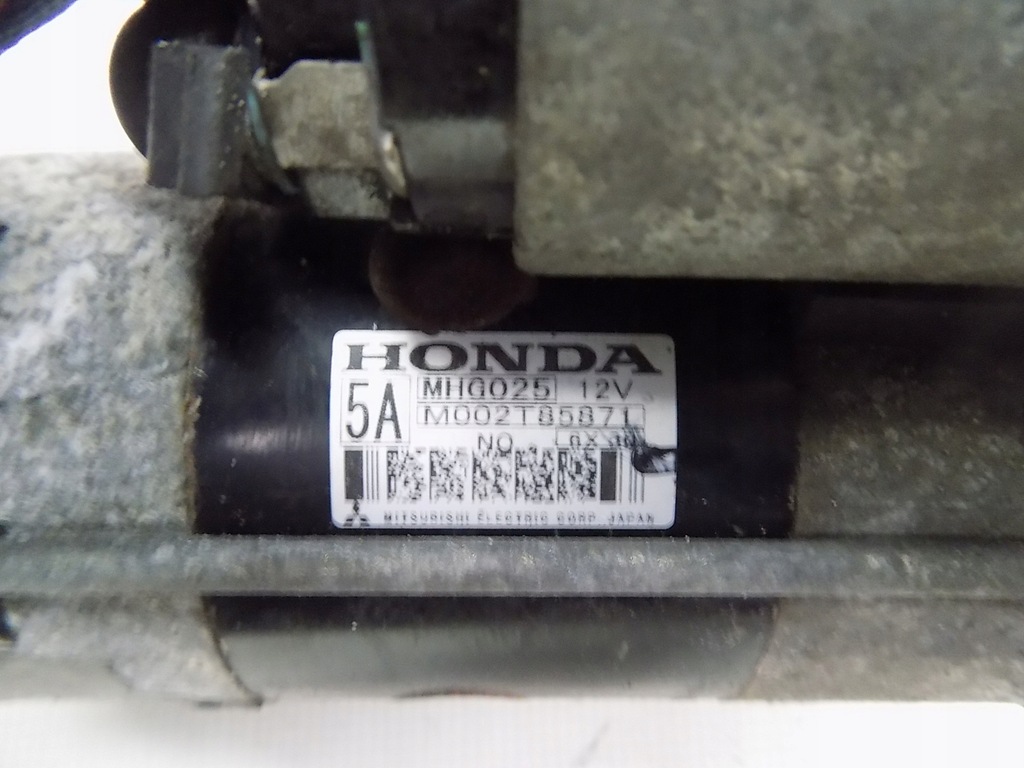 HONDA
5A MHG025 12V
M002T85871
NO
MITSUBISHI ELECTRIC CORP. JAPAN